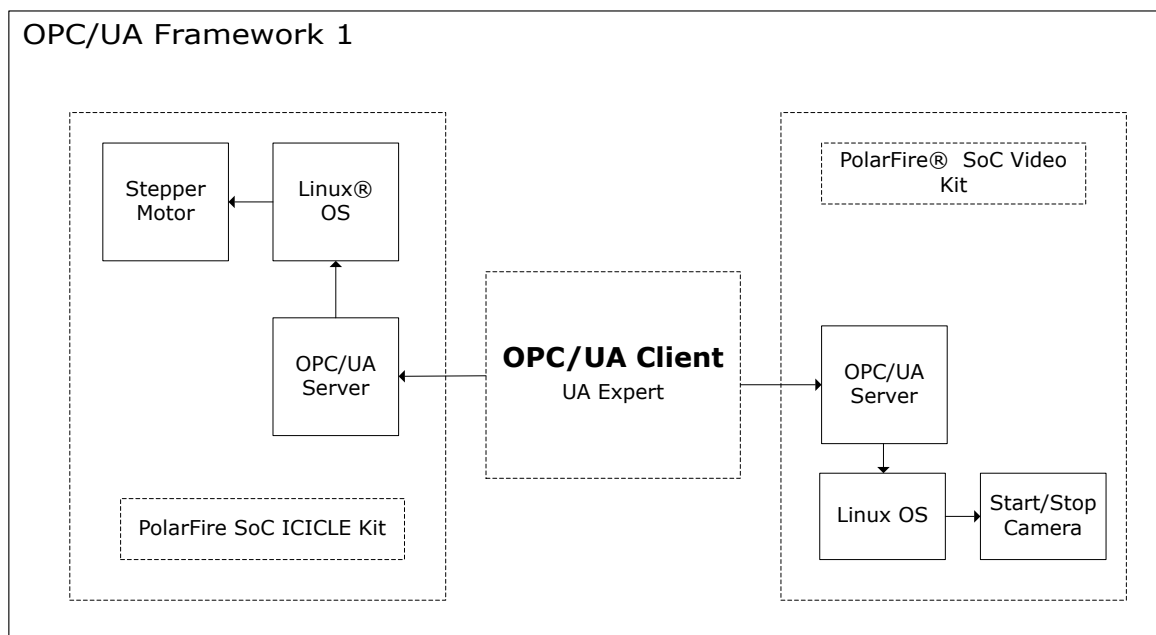 OPC/UA Framework 1
Stepper
Motor
Linux®
OS
OPC/UA
Server
PolarFire SoC ICICLE Kit
OPC/UA Client
UA Expert
PolarFire® SoC Video
Kit
OPC/UA
Server
Linux OS
Start/Stop
Camera